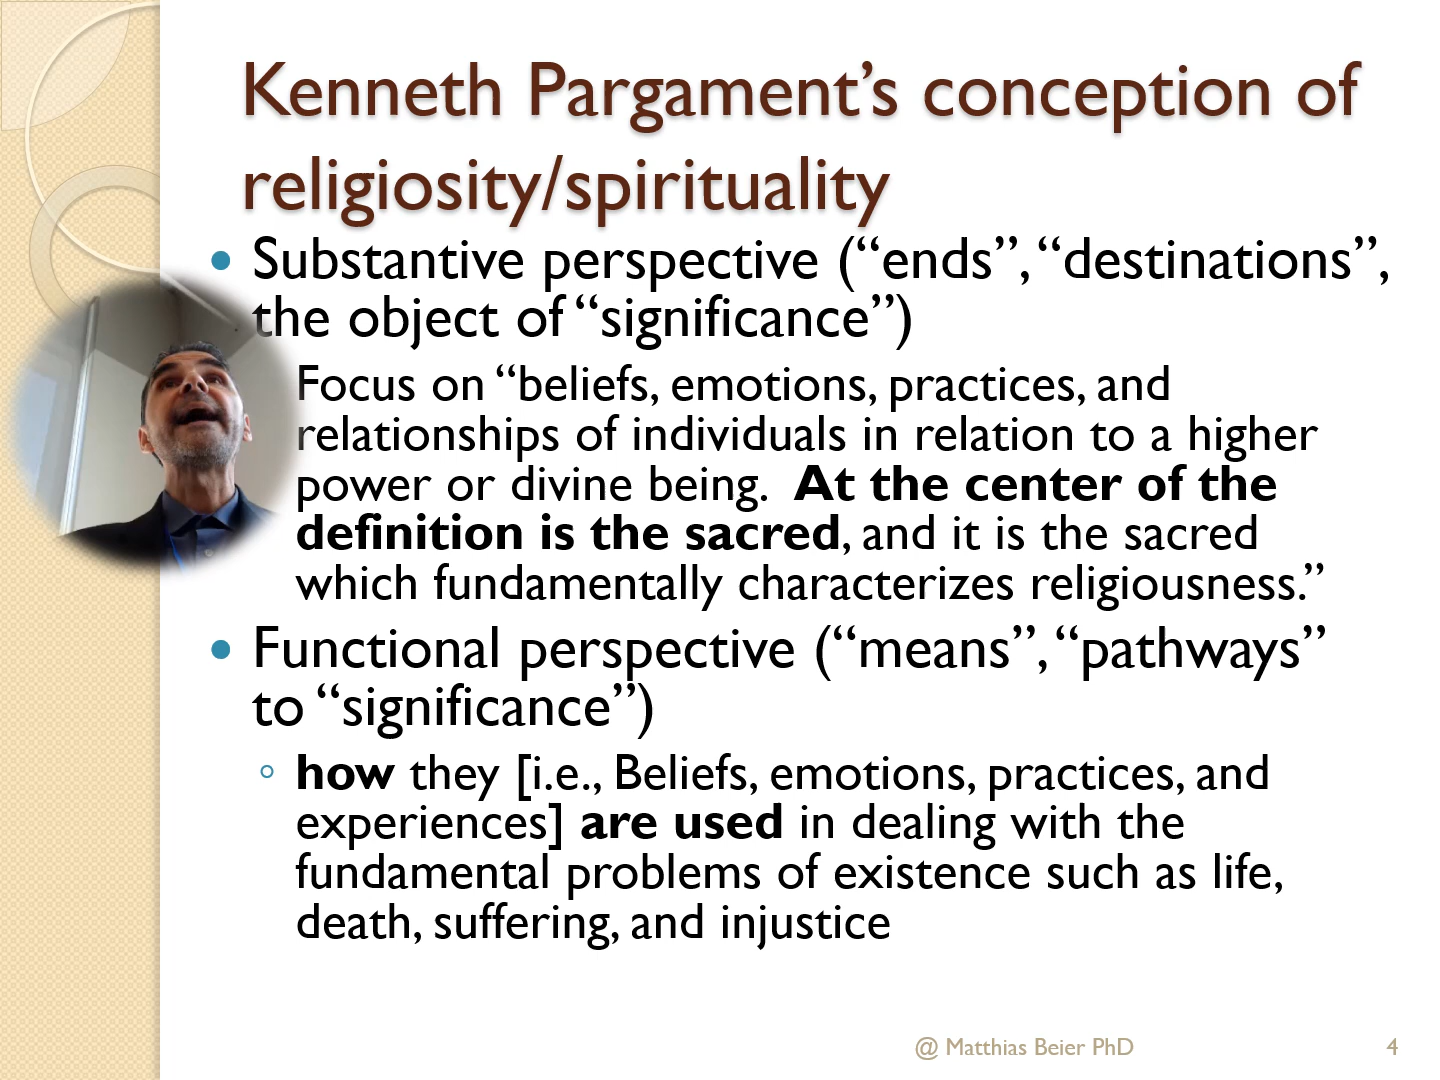 Kenneth Pargament’s conception of
religiosity/spirituality
• Substantive perspective (“ends”, “destinations”,
the object of “significance”)
Focus on “beliefs, emotions, practices, and
relationships of individuals in relation to a higher
power or divine being.  At the center of the
definition is the sacred, and it is the sacred
which fundamentally characterizes religiousness.”
• Functional perspective (“means”, “pathways”
to “significance”)
◦ how they [i.e., Beliefs, emotions, practices, and
experiences] are used in dealing with the
fundamental problems of existence such as life,
death, suffering, and injustice
@ Matthias Beier PhD 4